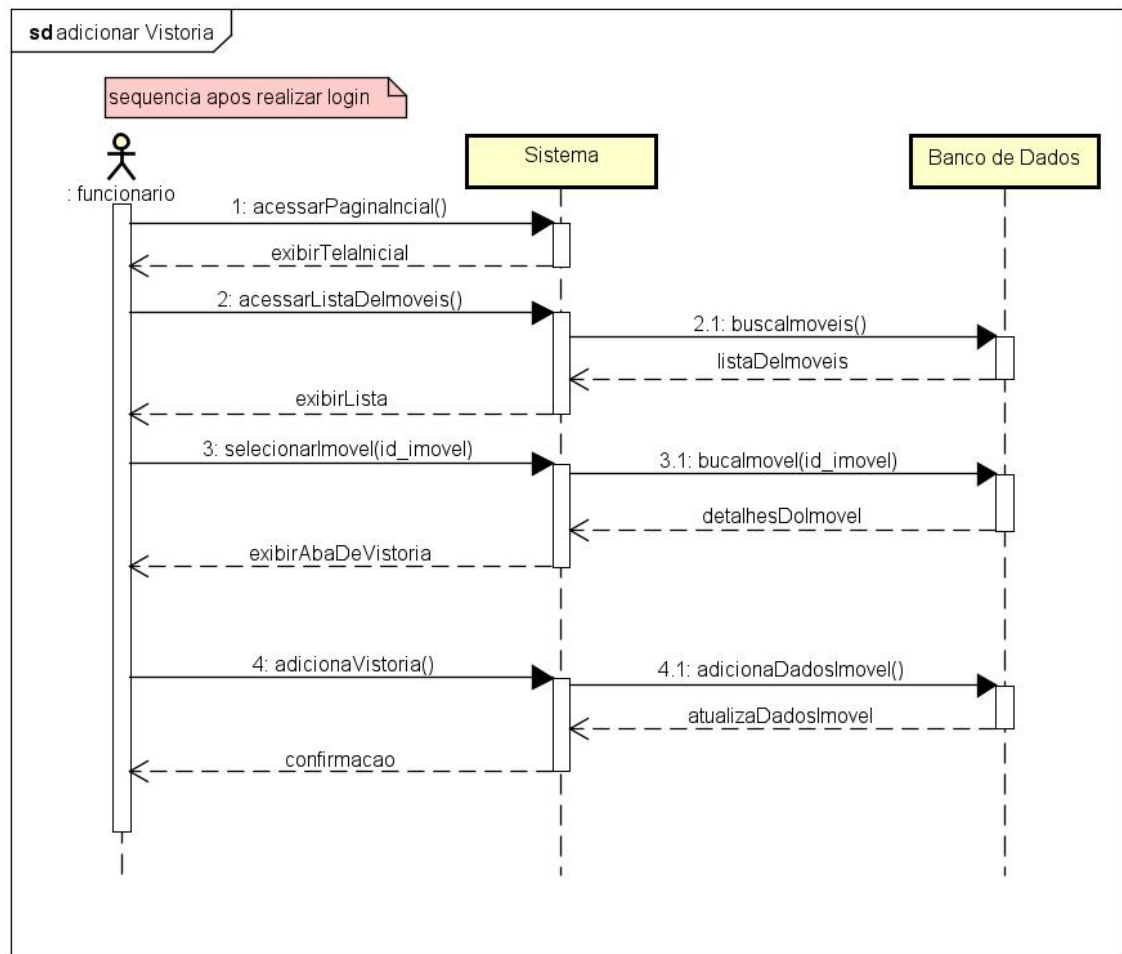 sd adicionar Vistoria
sequencia apos realizar login
: funcionario
Sistema
Banco de Dados
1: acessarPaginaIncial()
exibirTelaInicial
2: acessarListaDeImoveis()
2.1: buscaImoveis()
listaDeImoveis
exibirLista
3: selecionarImovel(id_imovel)
3.1: bucaImovel(id_imovel)
detalhesDoImovel
exibirAbaDeVistoria
4: adicionaVistoria()
4.1: adicionaDadosImovel()
atualizaDadosImovel
confirmacao